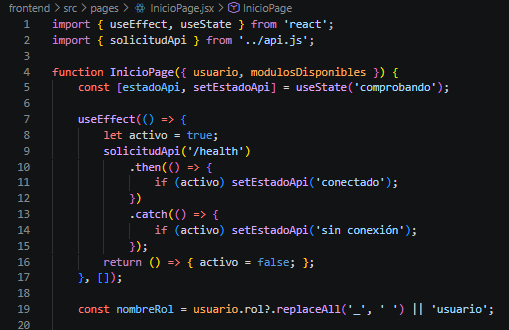 frontend > src > pages > InicioPage.jsx > InicioPage
1 import { useEffect, useState } from 'react';
2 import { solicitudApi } from '../api.js';
3
4 function InicioPage({ usuario, modulosDisponibles }) {
5     const [estadoApi, setEstadoApi] = useState('comprobando');
6
7     useEffect(() => {
8         let activo = true;
9         solicitudApi('/health')
10             .then(() => {
11                 if (activo) setEstadoApi('conectado');
12             })
13             .catch(() => {
14                 if (activo) setEstadoApi('sin conexión');
15             });
16         return () => { activo = false; };
17     }, []);
18
19     const nombreRol = usuario.rol?.replaceAll('_', ' ') || 'usuario';
20